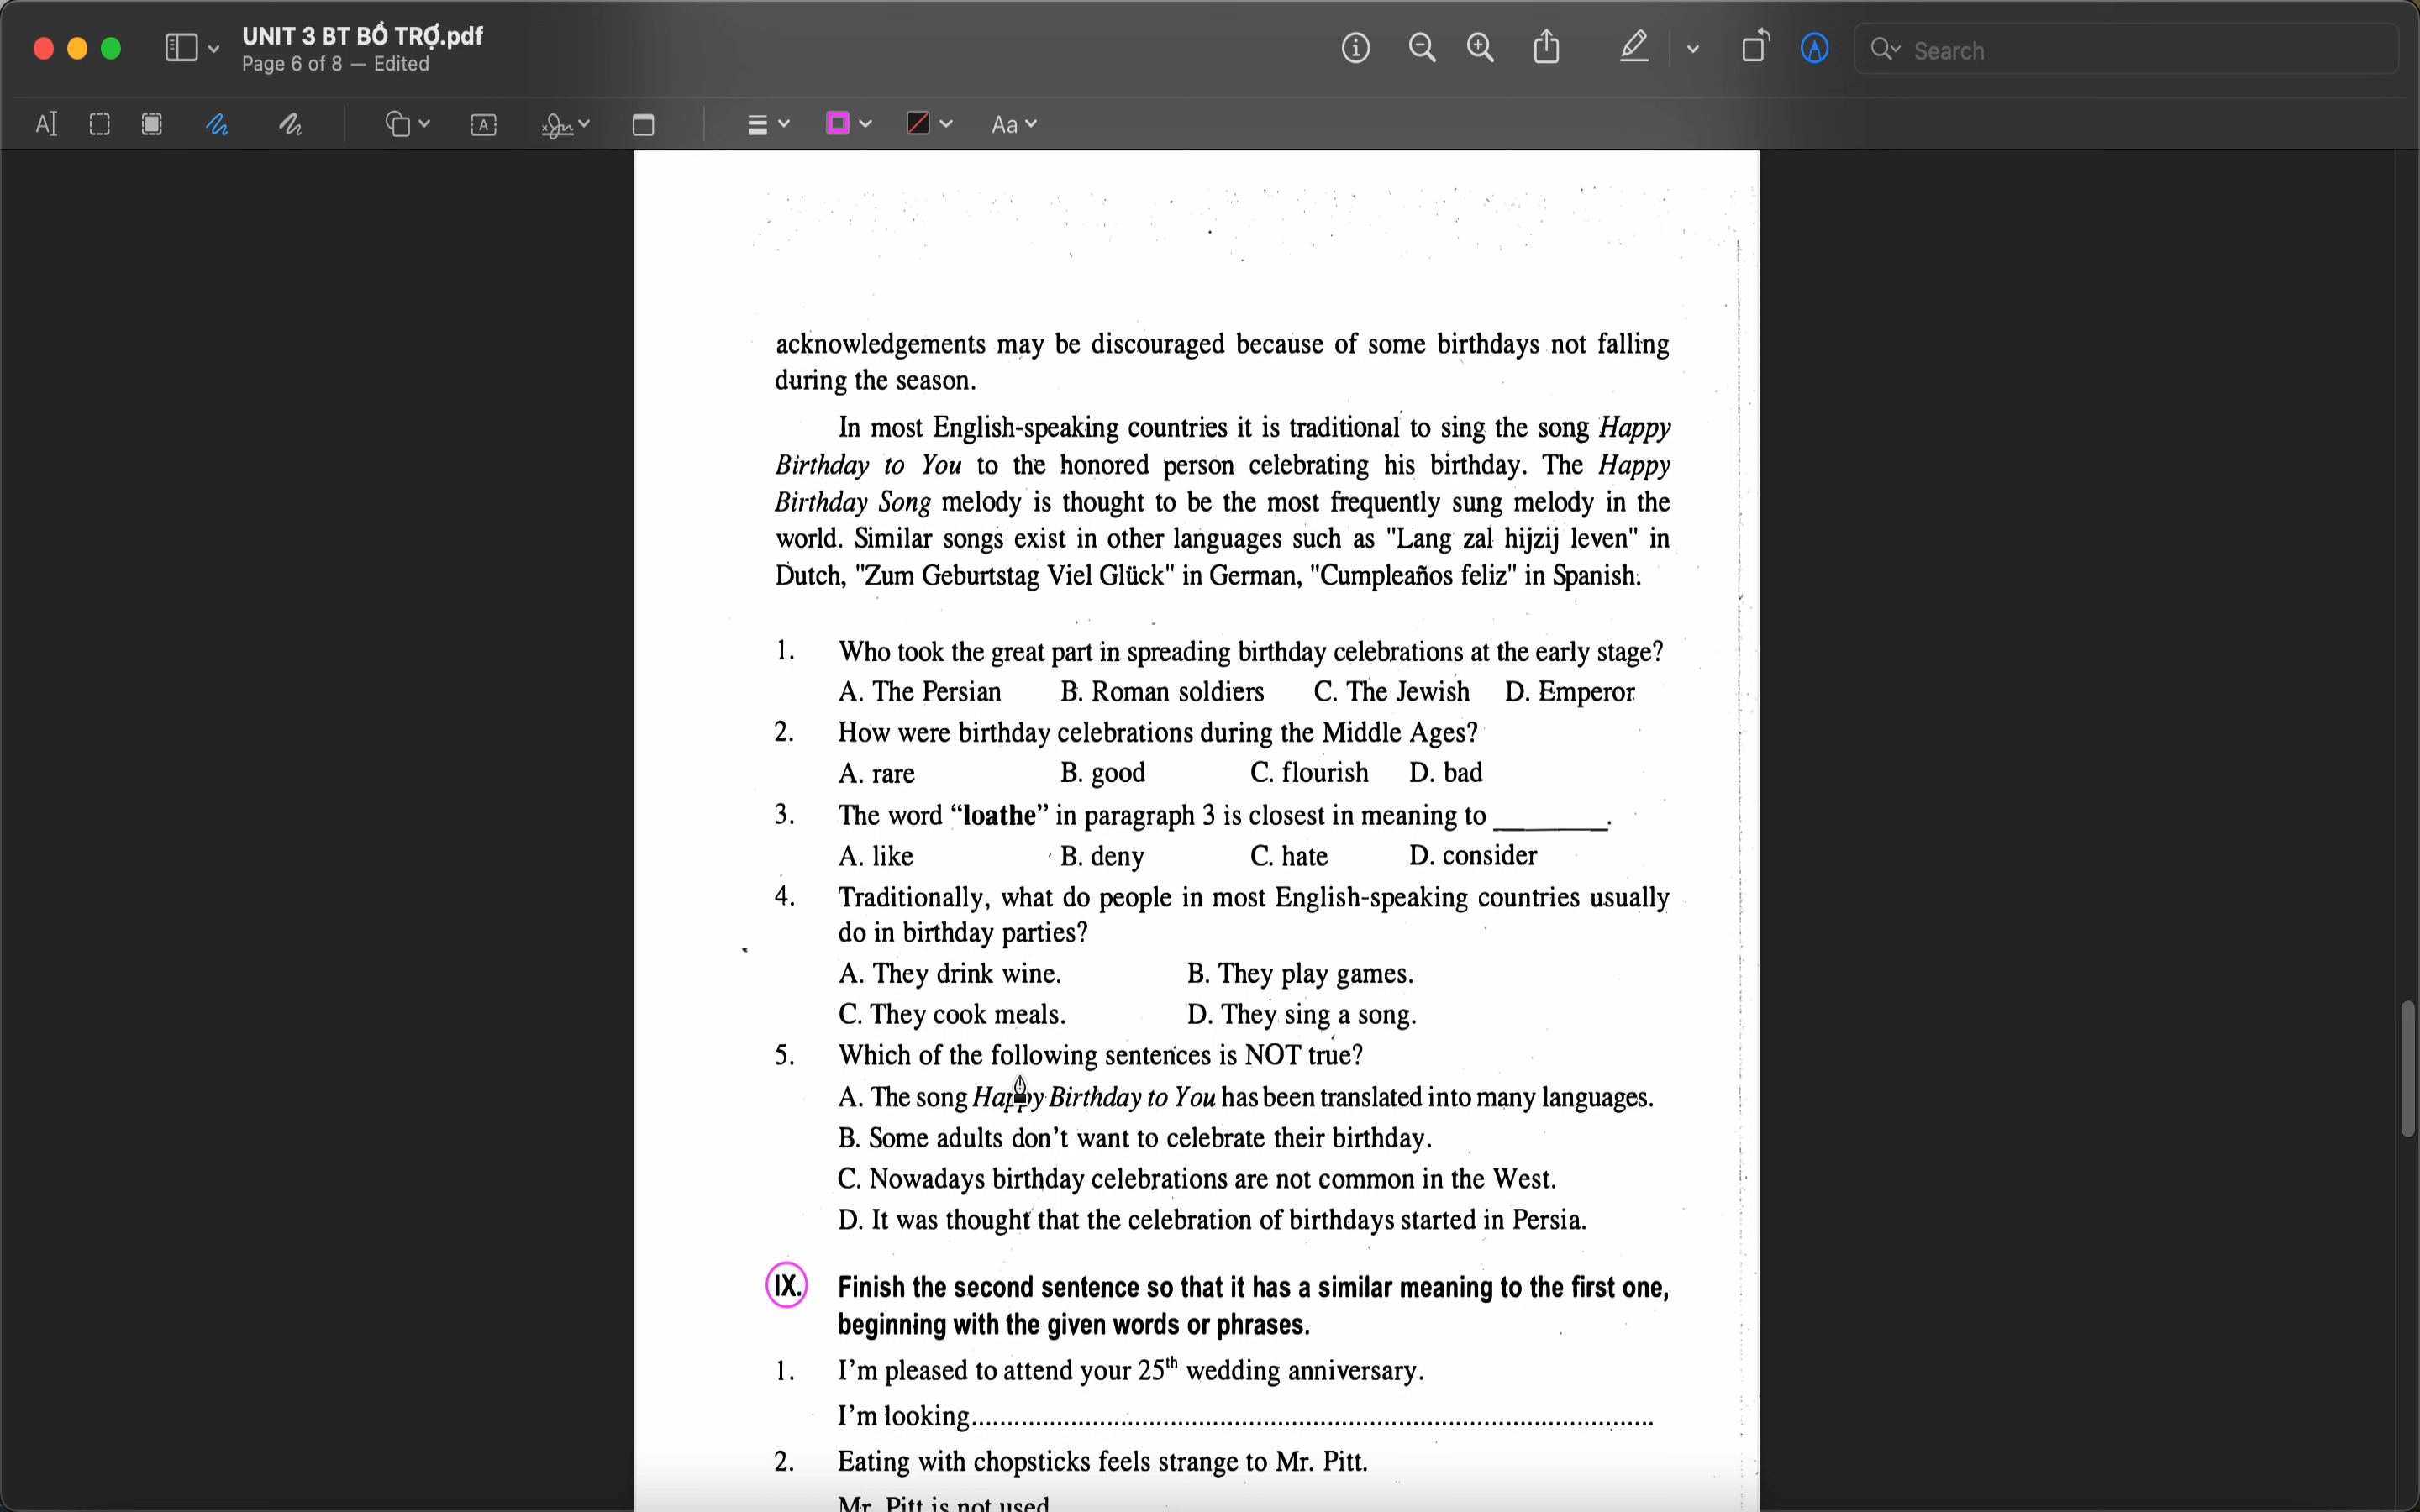 UNIT 3 BT BỔ TRỢ.pdf
Page 6 of 8 — Edited
Search
Aa
acknowledgements may be discouraged because of some birthdays not falling
during the season.
In most English-speaking countries it is traditional to sing the song Happy
Birthday to You to the honored person celebrating his birthday. The Happy
Birthday Song melody is thought to be the most frequently sung melody in the
world. Similar songs exist in other languages such as "Lang zal hijzij leven" in
Dutch, "Zum Geburtstag Viel Glück" in German, "Cumpleaños feliz" in Spanish.
1. Who took the great part in spreading birthday celebrations at the early stage?
A. The Persian B. Roman soldiers C. The Jewish D. Emperor
2. How were birthday celebrations during the Middle Ages?
A. rare B. good C. flourish D. bad
3. The word “loathe” in paragraph 3 is closest in meaning to ________.
A. like B. deny C. hate D. consider
4. Traditionally, what do people in most English-speaking countries usually
do in birthday parties?
A. They drink wine. B. They play games.
C. They cook meals. D. They sing a song.
5. Which of the following sentences is NOT true?
A. The song Happy Birthday to You has been translated into many languages.
B. Some adults don’t want to celebrate their birthday.
C. Nowadays birthday celebrations are not common in the West.
D. It was thought that the celebration of birthdays started in Persia.
IX. Finish the second sentence so that it has a similar meaning to the first one,
beginning with the given words or phrases.
1. I’m pleased to attend your 25th wedding anniversary.
I’m looking....................................................................................................
2. Eating with chopsticks feels strange to Mr. Pitt.
Mr. Pitt is not used